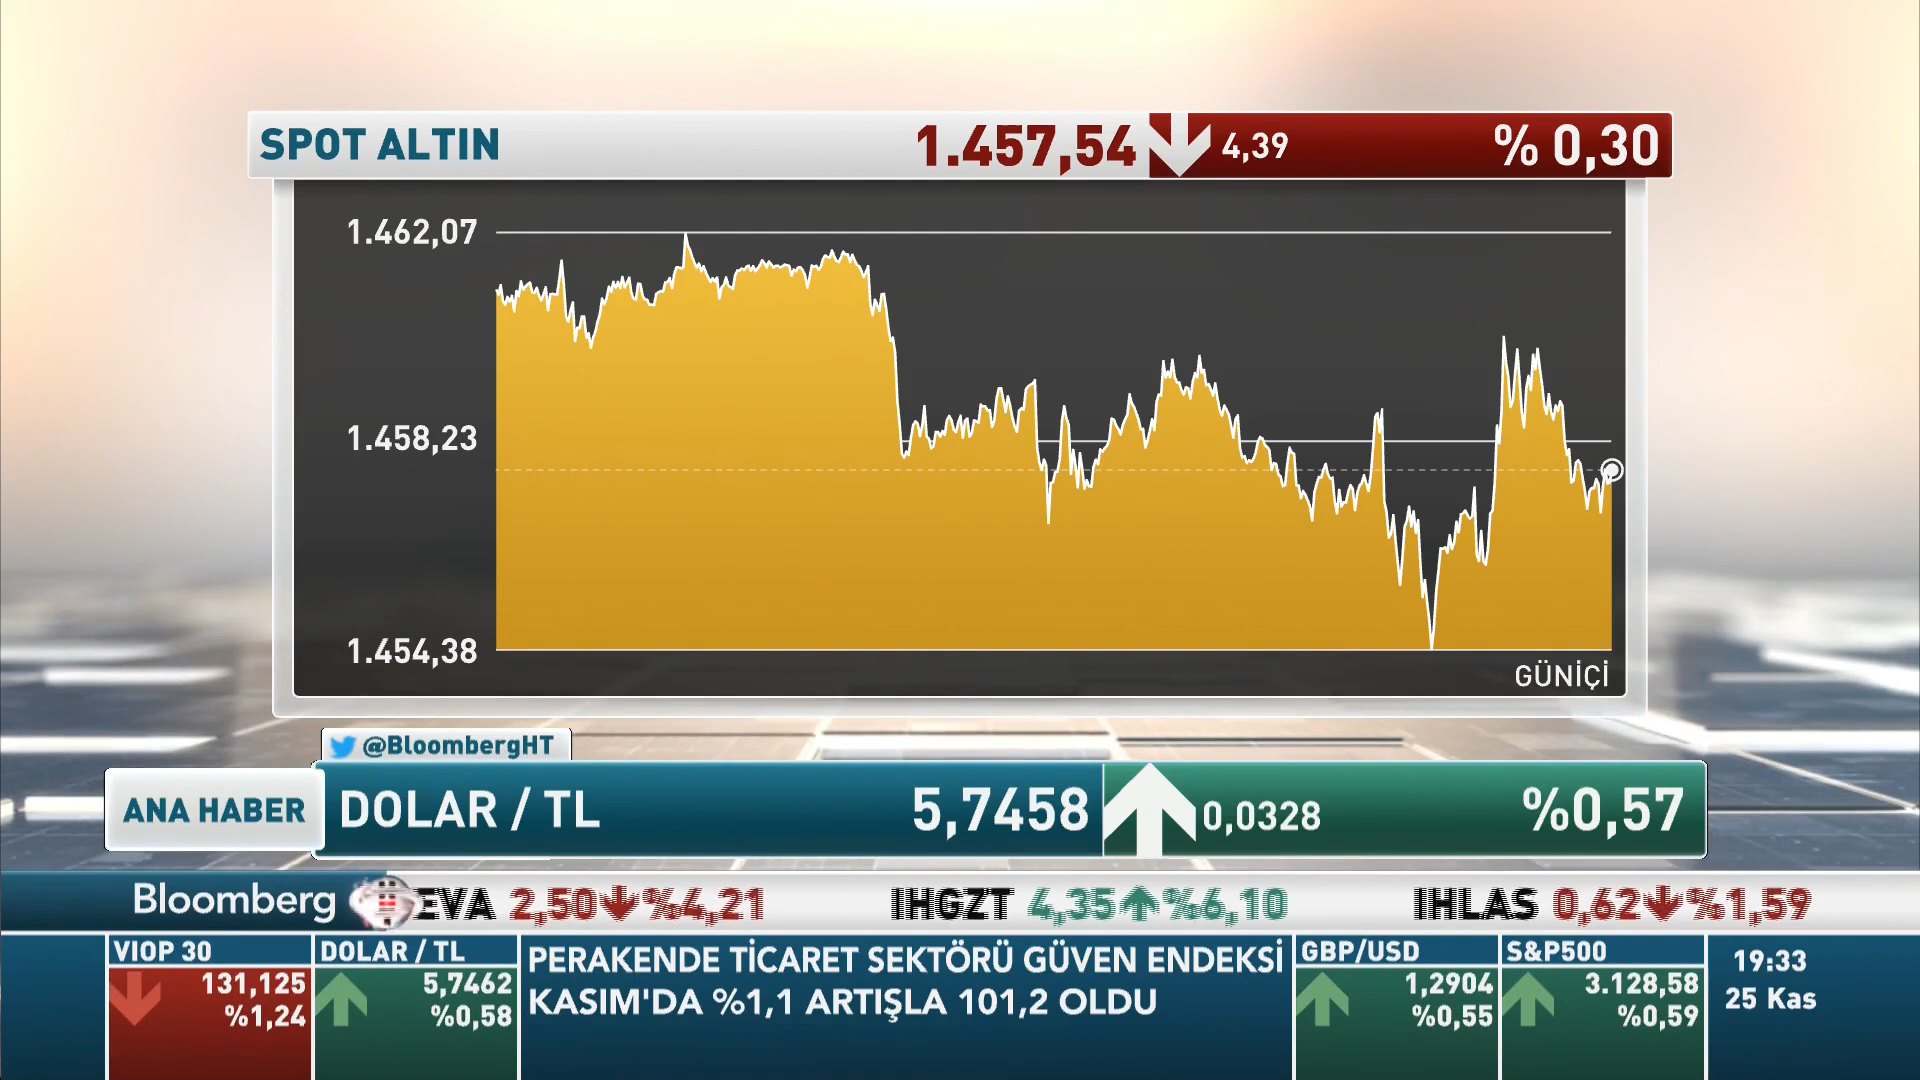 SPOT ALTIN 1.457,54 4,39 % 0,30
1.462,07
1.458,23
1.454,38
GÜNİÇİ
@BloombergHT
ANA HABER DOLAR / TL 5,7458 0,0328 %0,57
Bloomberg EVA 2,50 %4,21 IHGZT 4,35 %6,10 IHLAS 0,62 %1,59
VIOP 30
131,125
%1,24
DOLAR / TL
5,7462
%0,58
PERAKENDE TİCARET SEKTÖRÜ GÜVEN ENDEKSİ
KASIM'DA %1,1 ARTIŞLA 101,2 OLDU
GBP/USD
1,2904
%0,55
S&P500
3.128,58
%0,59
19:33
25 Kas